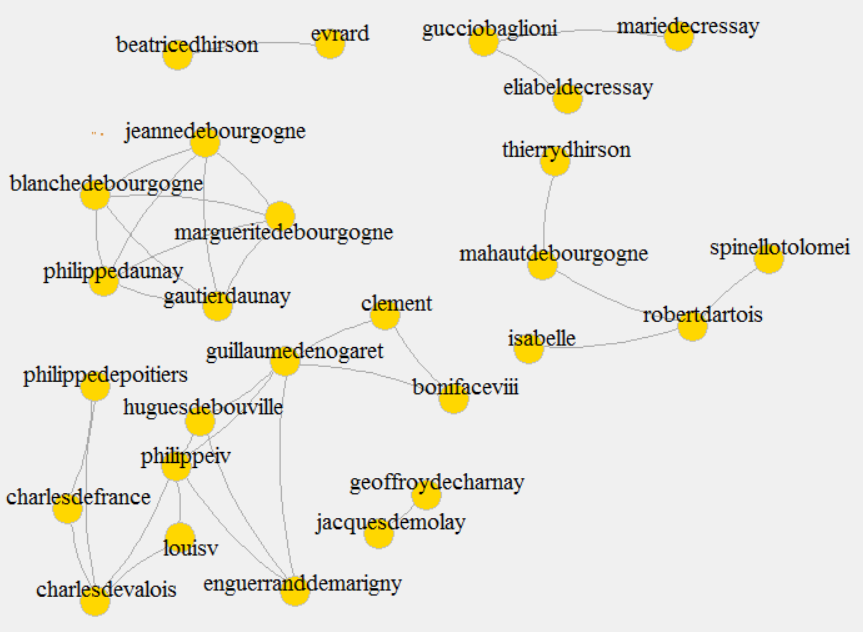 beatricedhirson
evrard
gucciobaglioni
mariedecressay
eliabeldecressay
jeannedebourgogne
thierrydhirson
blanchedebourgogne
margueritedebourgogne
mahautdebourgogne
spinellotolomei
philippedaunay
gautierdaunay
clement
robertdartois
isabelle
guillaumedenogaret
philippedepoitiers
bonifaceviii
huguesdebouville
philippeiv
geoffroydecharnay
charlesdefrance
jacquesdemolay
louisv
charlesdevalois
enguerranddemarigny